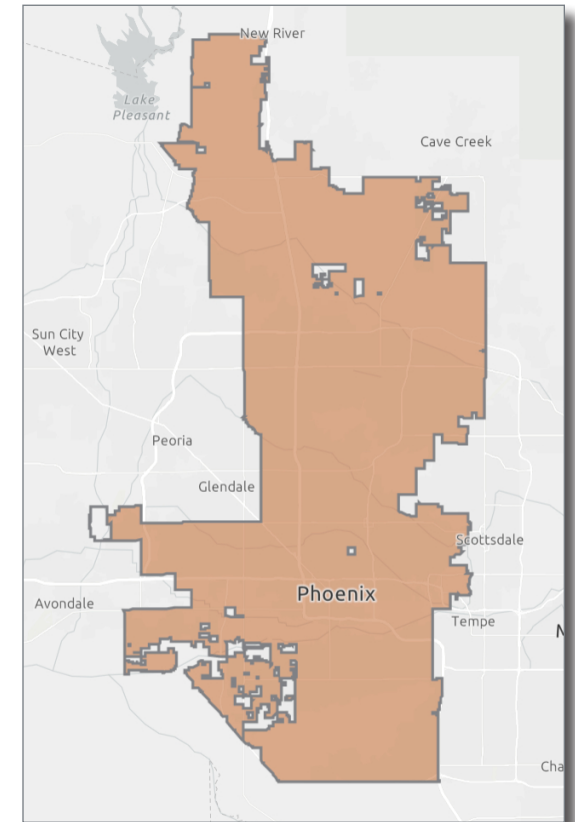 New River
Lake
Pleasant
Cave Creek
Sun City
West
Peoria
Glendale
Scottsdale
Phoenix
Avondale
Tempe
M
Cha